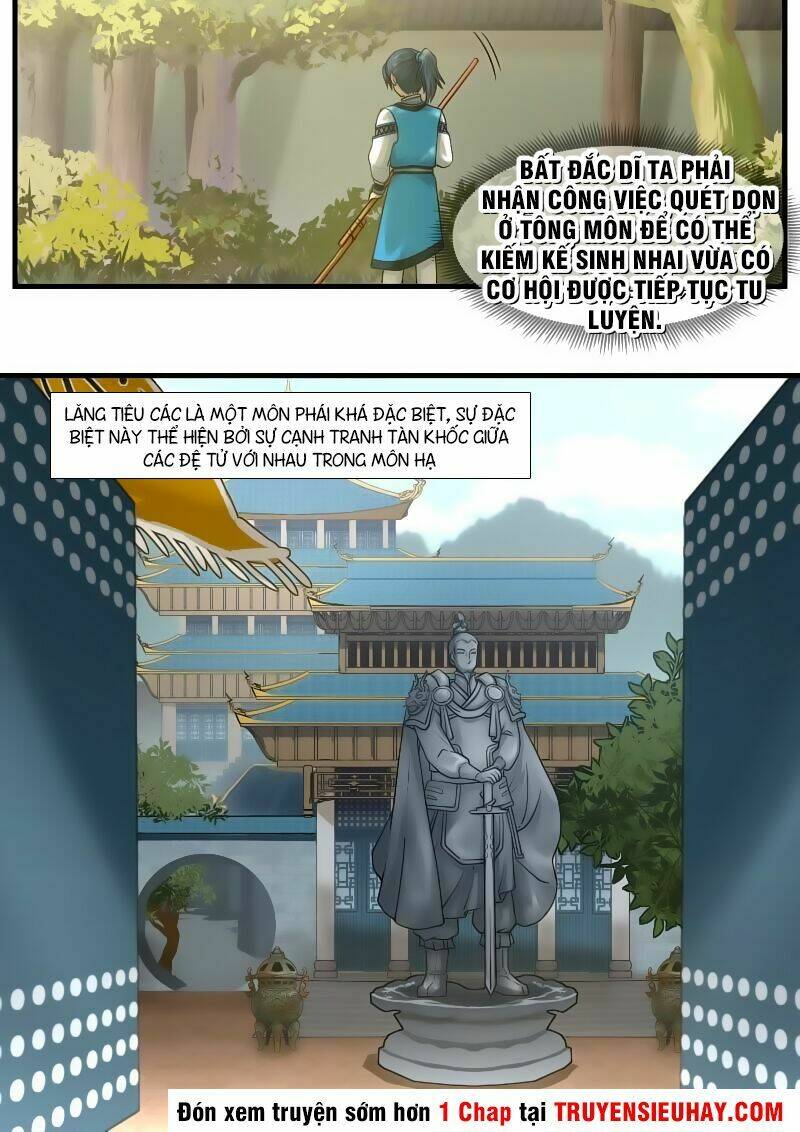 BẤT ĐẮC DĨ TA PHẢI
NHẬN CÔNG VIỆC QUÉT DỌN
Ở TÔNG MÔN ĐỂ CÓ THỂ
KIẾM KẾ SINH NHAI VỪA CÓ
CƠ HỘI ĐƯỢC TIẾP TỤC TU
LUYỆN.
LĂNG TIÊU CÁC LÀ MỘT MÔN PHÁI KHÁ ĐẶC BIỆT, SỰ ĐẶC
BIỆT NÀY THỂ HIỆN BỞI SỰ CẠNH TRANH TÀN KHỐC GIỮA
CÁC ĐỆ TỬ VỚI NHAU TRONG MÔN HẠ
Đón xem truyện sớm hơn 1 Chap tại TRUYENSIEUHAY.COM